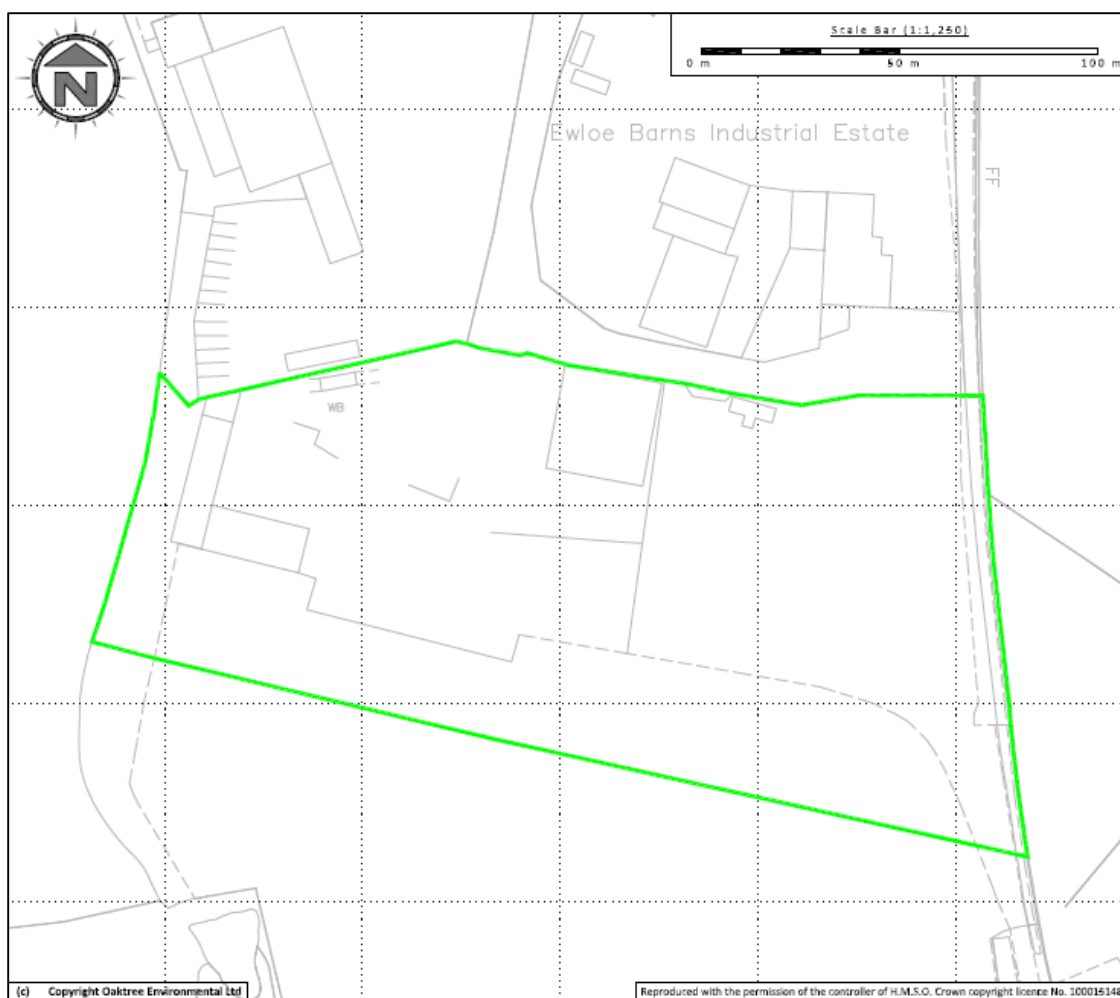 N
Scale Bar (1:1,250)
0 m 50 m 100 m
Ewloe Barns Industrial Estate
FF
WB
(c) Copyright Oaktree Environmental Ltd
Reproduced with the permission of the controller of H.M.S.O. Crown copyright licence No. 100015148